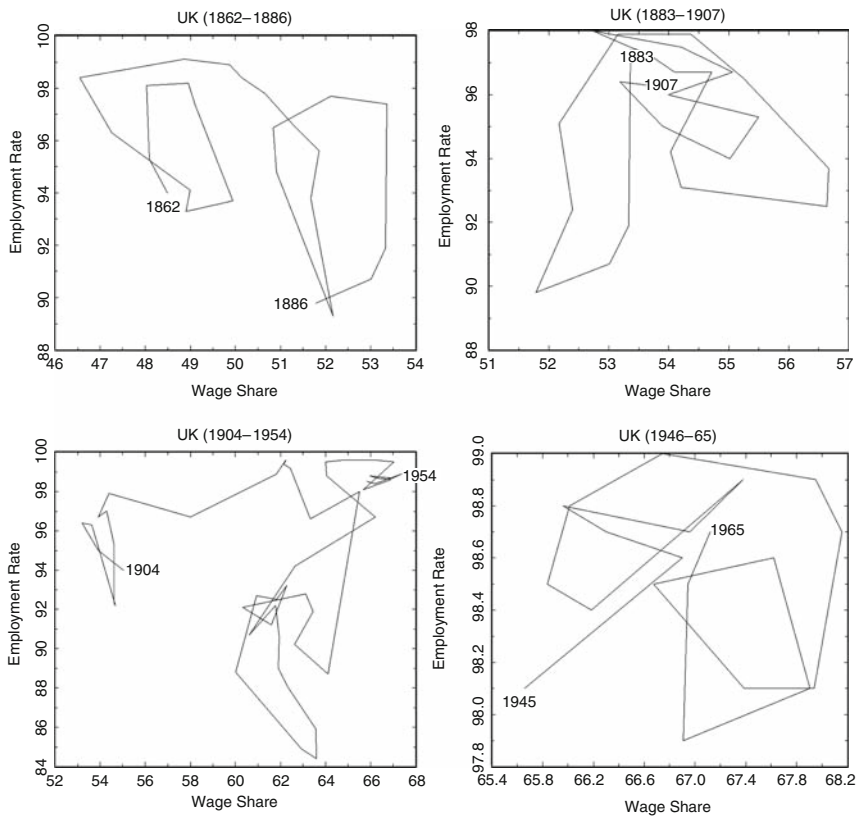 UK (1862–1886)
100
98
96
94
92
90
88
Employment Rate
1862
1886
46 47 48 49 50 51 52 53 54
Wage Share
UK (1883–1907)
98
96
94
92
90
88
Employment Rate
1883
1907
51 52 53 54 55 56 57
Wage Share
UK (1904–1954)
100
98
96
94
92
90
88
86
84
Employment Rate
1954
1904
52 54 56 58 60 62 64 66 68
Wage Share
UK (1946–65)
99.0
98.8
98.6
98.4
98.2
98.0
97.8
Employment Rate
1965
1945
65.4 65.8 66.2 66.6 67.0 67.4 67.8 68.2
Wage Share